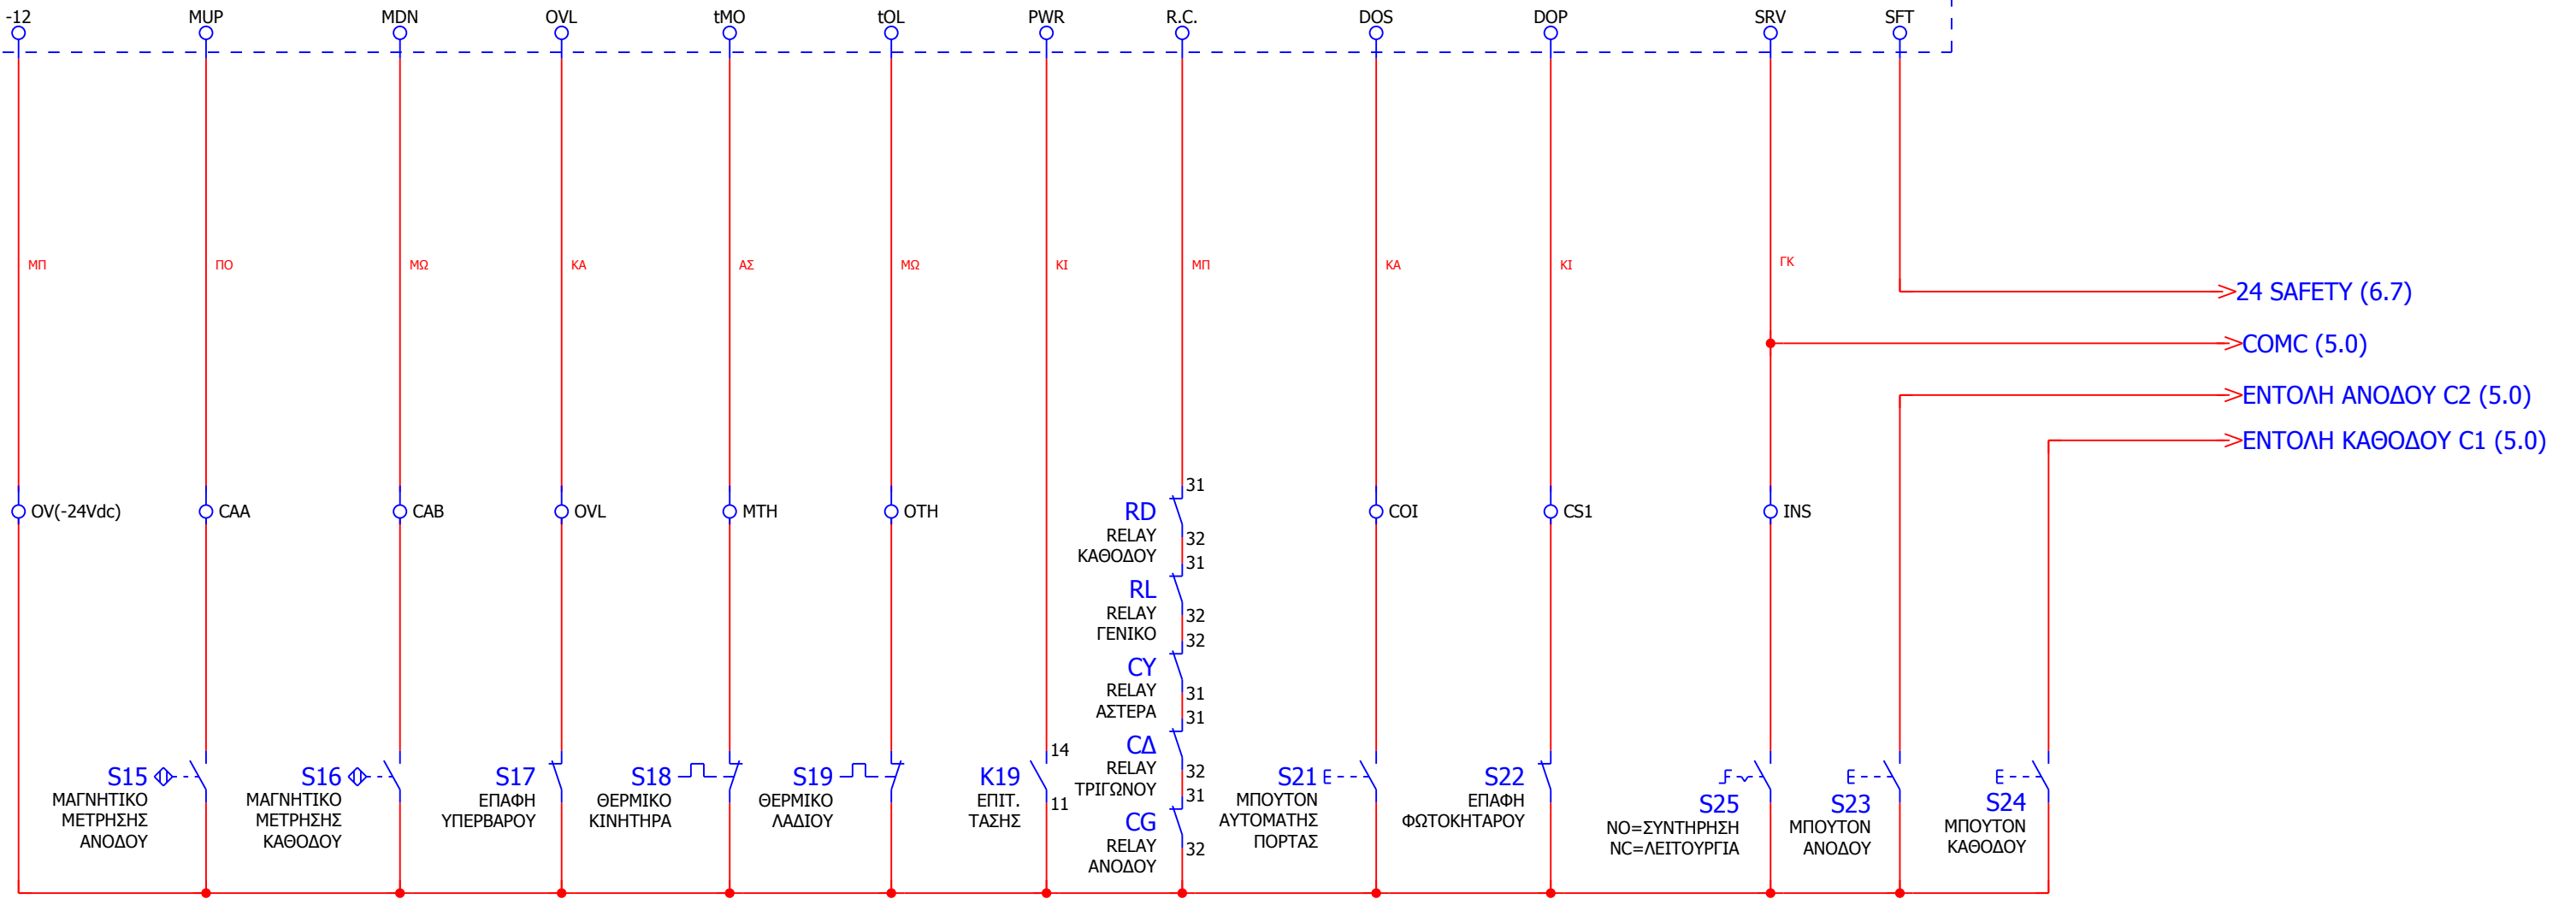 -12 MUP MDN OVL tMO tOL PWR R.C. DOS DOP SRV SFT
ΜΠ ΠΟ ΜΩ ΚΑ ΑΣ ΜΩ ΚΙ ΜΠ ΚΑ ΚΙ ΓΚ
24 SAFETY (6.7)
COMC (5.0)
ΕΝΤΟΛΗ ΑΝΟΔΟΥ C2 (5.0)
ΕΝΤΟΛΗ ΚΑΘΟΔΟΥ C1 (5.0)
OV(-24Vdc) CAA CAB OVL MTH OTH COI CS1 INS
31
RD
RELAY
ΚΑΘΟΔΟΥ
32
31
RL
RELAY
ΓΕΝΙΚΟ
32
32
CY
RELAY
ΑΣΤΕΡΑ
31
31
CΔ
RELAY
ΤΡΙΓΩΝΟΥ
32
31
CG
RELAY
ΑΝΟΔΟΥ
32
S15
ΜΑΓΝΗΤΙΚΟ
ΜΕΤΡΗΣΗΣ
ΑΝΟΔΟΥ
S16
ΜΑΓΝΗΤΙΚΟ
ΜΕΤΡΗΣΗΣ
ΚΑΘΟΔΟΥ
S17
ΕΠΑΦΗ
ΥΠΕΡΒΑΡΟΥ
S18
ΘΕΡΜΙΚΟ
ΚΙΝΗΤΗΡΑ
S19
ΘΕΡΜΙΚΟ
ΛΑΔΙΟΥ
14
K19
ΕΠΙΤ.
ΤΑΣΗΣ
11
S21
ΜΠΟΥΤΟΝ
ΑΥΤΟΜΑΤΗΣ
ΠΟΡΤΑΣ
S22
ΕΠΑΦΗ
ΦΩΤΟΚΗΤΑΡΟΥ
S25
NO=ΣΥΝΤΗΡΗΣΗ
NC=ΛΕΙΤΟΥΡΓΙΑ
S23
ΜΠΟΥΤΟΝ
ΑΝΟΔΟΥ
S24
ΜΠΟΥΤΟΝ
ΚΑΘΟΔΟΥ